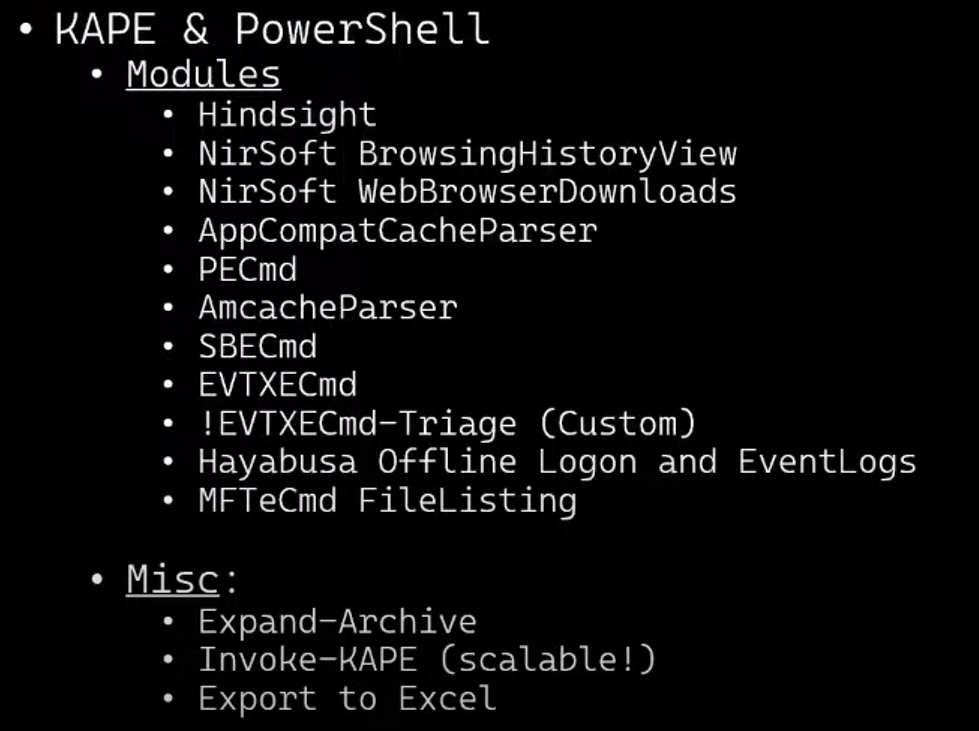 • KAPE & PowerShell
• Modules
• Hindsight
• NirSoft BrowsingHistoryView
• NirSoft WebBrowserDownloads
• AppCompatCacheParser
• PECmd
• AmcacheParser
• SBECmd
• EVTXECmd
• !EVTXECmd-Triage (Custom)
• Hayabusa Offline Logon and EventLogs
• MFTeCmd FileListing
• Misc:
• Expand-Archive
• Invoke-KAPE (scalable!)
• Export to Excel